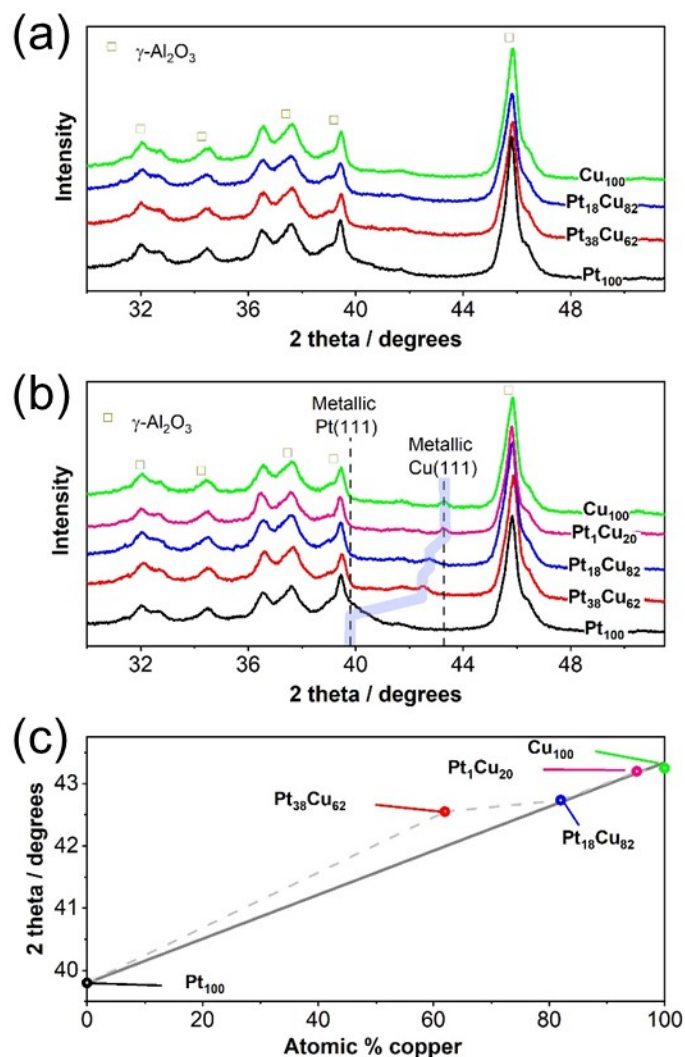 (a)
γ-Al₂O₃
Intensity
Cu₁₀₀
Pt₁₈Cu₈₂
Pt₃₈Cu₆₂
Pt₁₀₀
32 36 40 44 48
2 theta / degrees
(b)
γ-Al₂O₃
Metallic
Pt(111)
Metallic
Cu(111)
Intensity
Cu₁₀₀
Pt₁Cu₂₀
Pt₁₈Cu₈₂
Pt₃₈Cu₆₂
Pt₁₀₀
32 36 40 44 48
2 theta / degrees
(c)
2 theta / degrees
43
42
41
40
Cu₁₀₀
Pt₁Cu₂₀
Pt₃₈Cu₆₂
Pt₁₈Cu₈₂
Pt₁₀₀
0 20 40 60 80 100
Atomic % copper